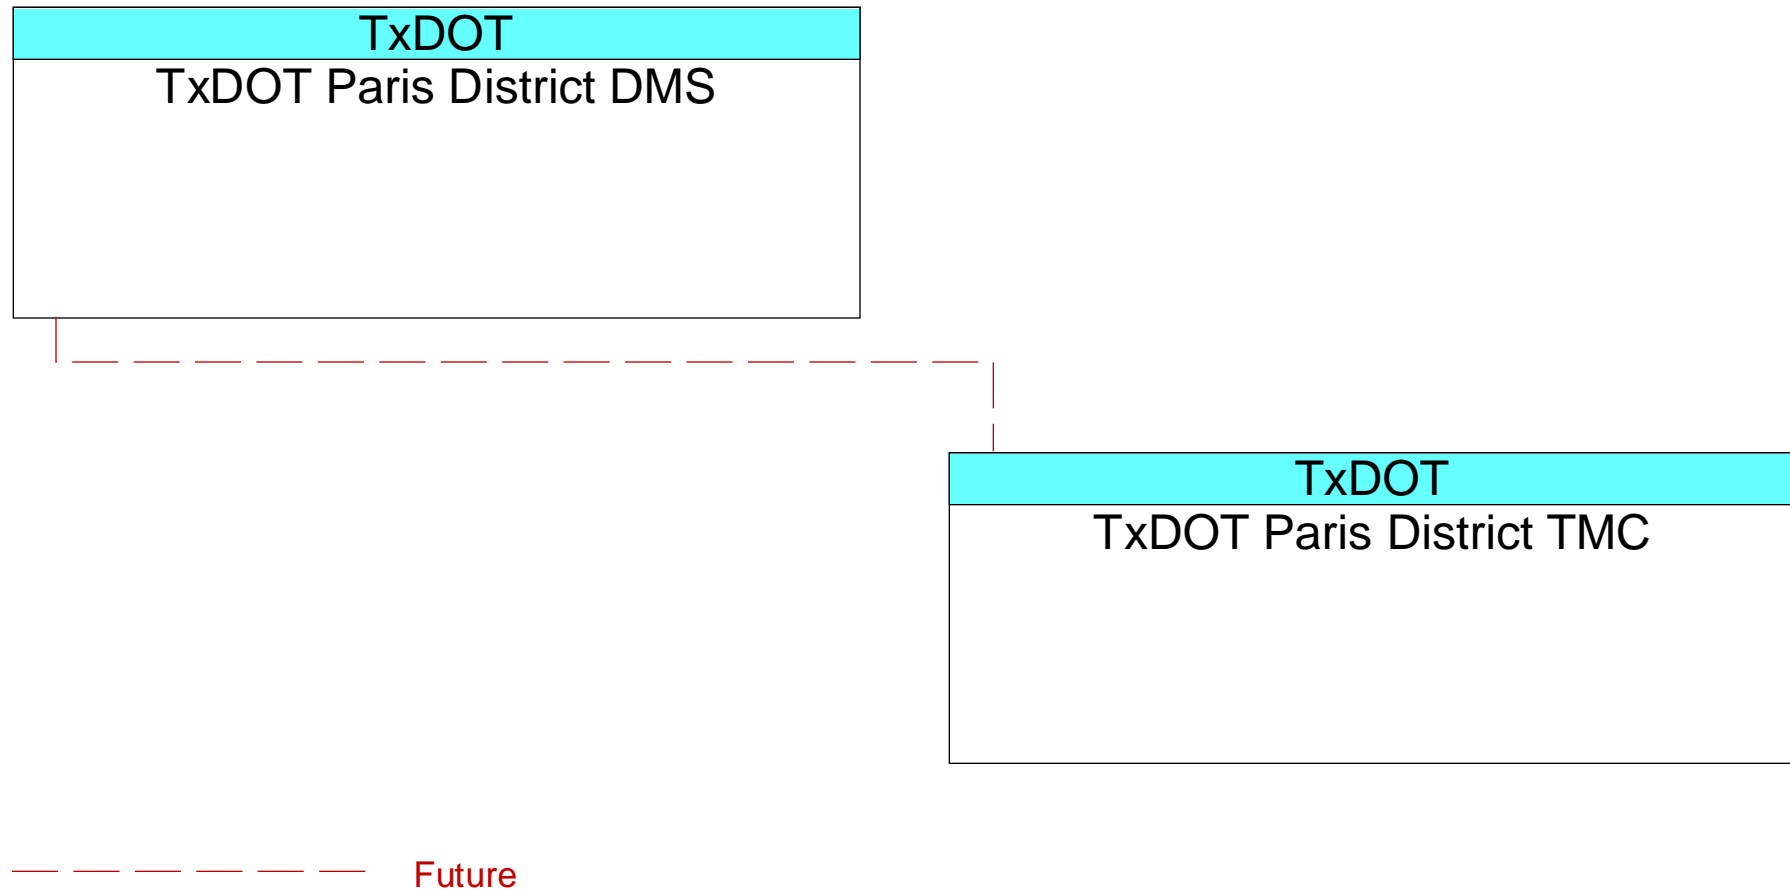 TxDOT
TxDOT Paris District DMS
TxDOT
TxDOT Paris District TMC
Future